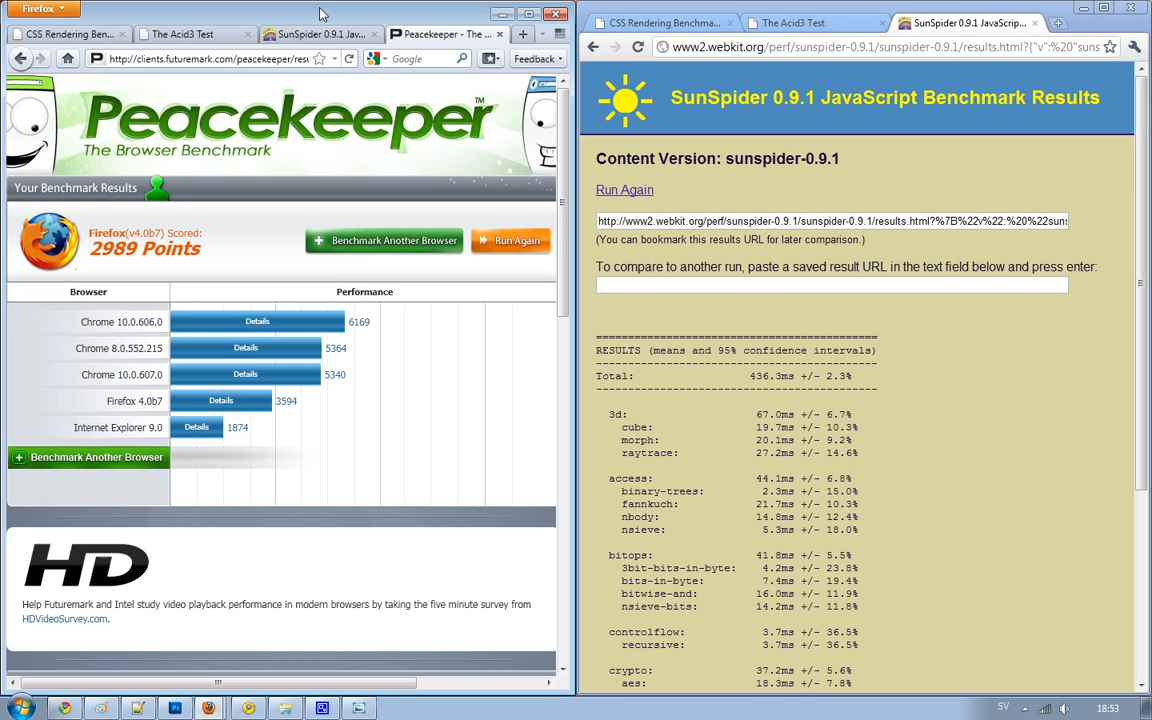 Firefox
CSS Rendering Ben...
The Acid3 Test
SunSpider 0.9.1 Jav...
Peacekeeper - The ...
http://clients.futuremark.com/peacekeeper/resu
Google
Feedback
Peacekeeper™
The Browser Benchmark
Your Benchmark Results
Firefox(v4.0b7) Scored:
2989 Points
Benchmark Another Browser
Run Again
Browser
Performance
Chrome 10.0.606.0
Details
6169
Chrome 8.0.552.215
Details
5364
Chrome 10.0.607.0
Details
5340
Firefox 4.0b7
Details
3594
Internet Explorer 9.0
Details
1874
Benchmark Another Browser
HD
Help Futuremark and Intel study video playback performance in modern browsers by taking the five minute survey from
HDVideoSurvey.com.
CSS Rendering Benchma...
The Acid3 Test
SunSpider 0.9.1 JavaScrip...
www2.webkit.org/perf/sunspider-0.9.1/sunspider-0.9.1/results.html?{"v":%20"suns
SunSpider 0.9.1 JavaScript Benchmark Results
Content Version: sunspider-0.9.1
Run Again
http://www2.webkit.org/perf/sunspider-0.9.1/sunspider-0.9.1/results.html?%7B%22v%22:%20%22suns
(You can bookmark this results URL for later comparison.)
To compare to another run, paste a saved result URL in the text field below and press enter:
============================================
RESULTS (means and 95% confidence intervals)
--------------------------------------------
Total: 436.3ms +/- 2.3%
--------------------------------------------
3d: 67.0ms +/- 6.7%
cube: 19.7ms +/- 10.3%
morph: 20.1ms +/- 9.2%
raytrace: 27.2ms +/- 14.6%
access: 44.1ms +/- 6.8%
binary-trees: 2.3ms +/- 15.0%
fannkuch: 21.7ms +/- 10.3%
nbody: 14.8ms +/- 12.4%
nsieve: 5.3ms +/- 18.0%
bitops: 41.8ms +/- 5.5%
3bit-bits-in-byte: 4.2ms +/- 23.8%
bits-in-byte: 7.4ms +/- 19.4%
bitwise-and: 16.0ms +/- 11.9%
nsieve-bits: 14.2ms +/- 11.8%
controlflow: 3.7ms +/- 36.5%
recursive: 3.7ms +/- 36.5%
crypto: 37.2ms +/- 5.6%
aes: 18.3ms +/- 7.8%
SV
18:53